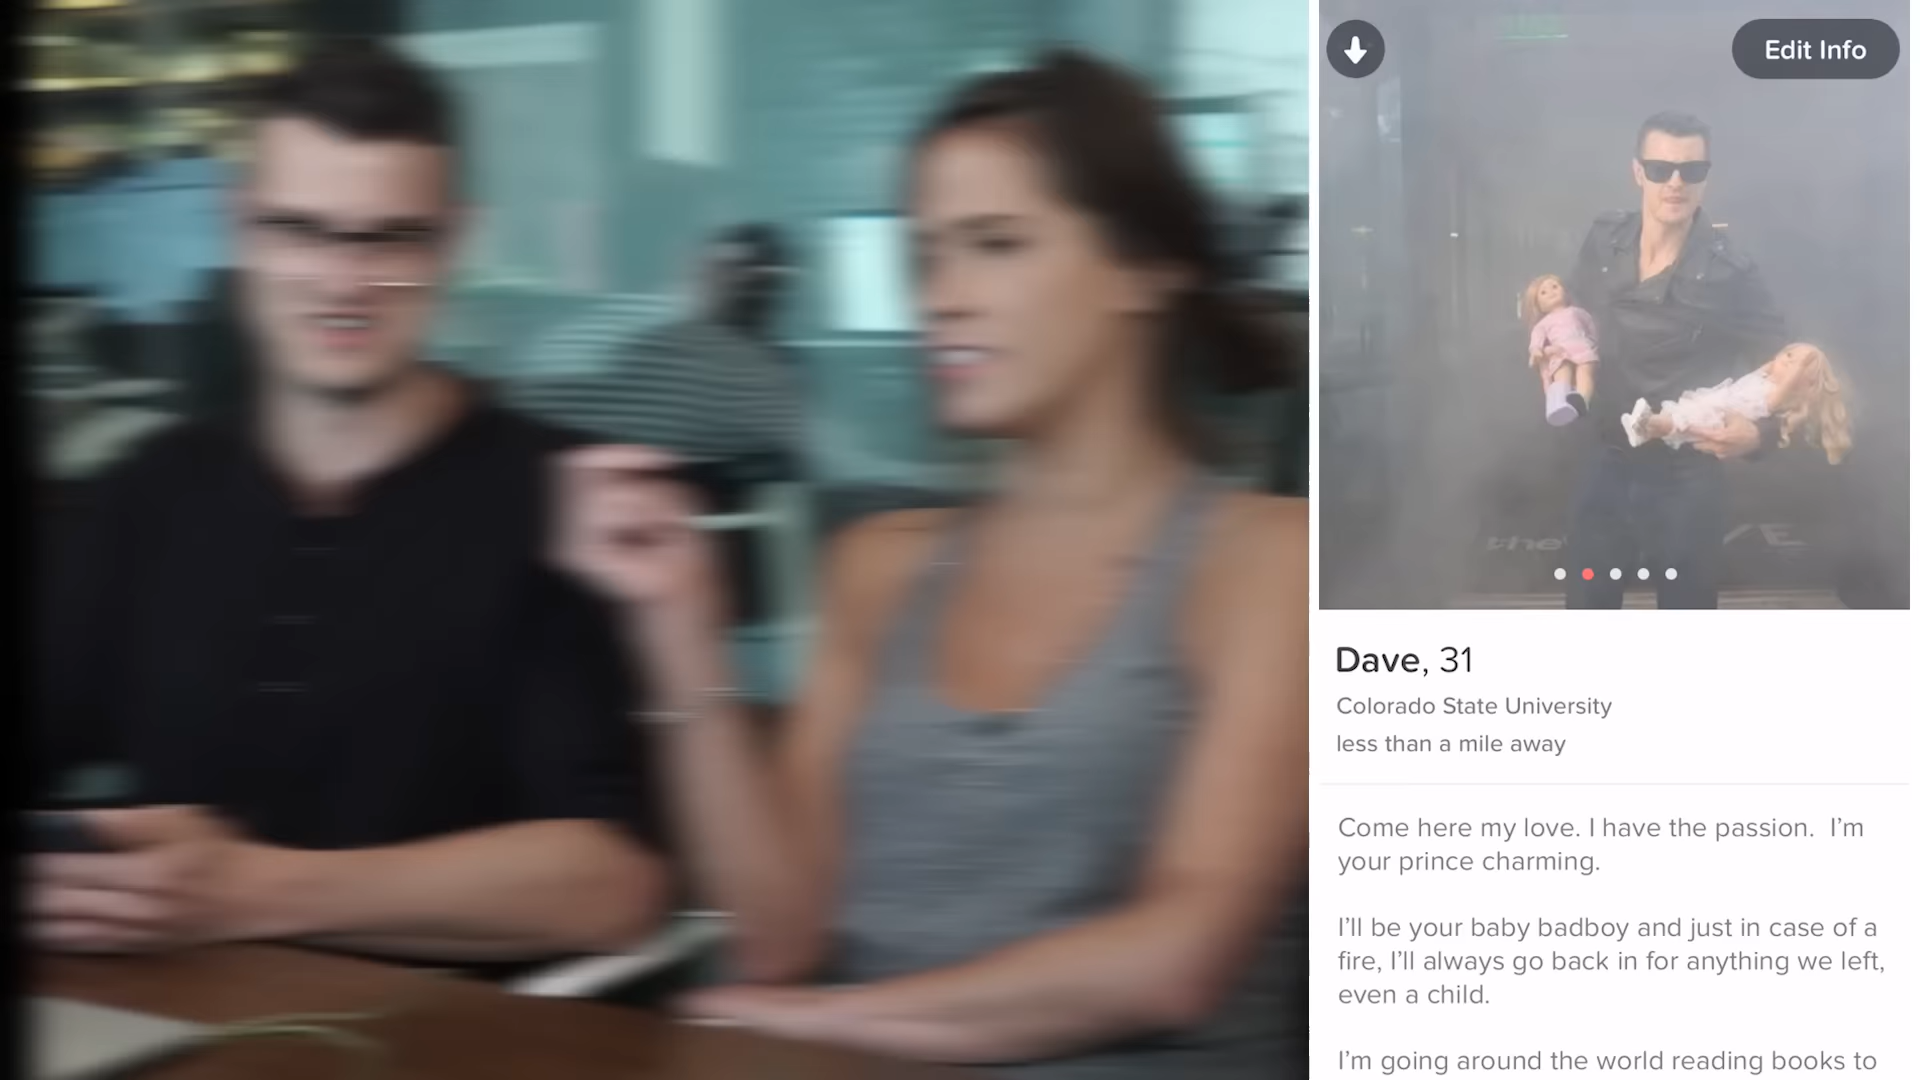 Edit Info
the
Dave, 31
Colorado State University
less than a mile away
Come here my love. I have the passion.  I’m
your prince charming.
I’ll be your baby badboy and just in case of a
fire, I’ll always go back in for anything we left,
even a child.
I’m going around the world reading books to